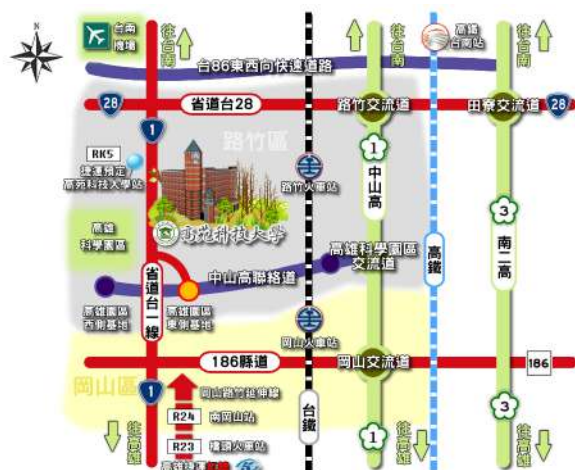 台南
機場
往台南
往台南
高鐵
台南站
往台南
台86東西向快速道路
28
省道台28
路竹交流道
田寮交流道
28
1
路竹區
RK5
捷運預定
高苑科技大學站
路竹火車站
1
中山高
3
高雄
科學園區
高苑科技大學
高雄科學園區
交流道
高鐵
南二高
中山高聯絡道
省道台一線
高雄園區
西側基地
高雄園區
東側基地
岡山火車站
186縣道
岡山交流道
186
岡山區
1
岡山路竹延伸線
R24
南岡山站
台鐵
3
往高雄
R23
橋頭火車站
1
往高雄
往高雄
高雄捷運